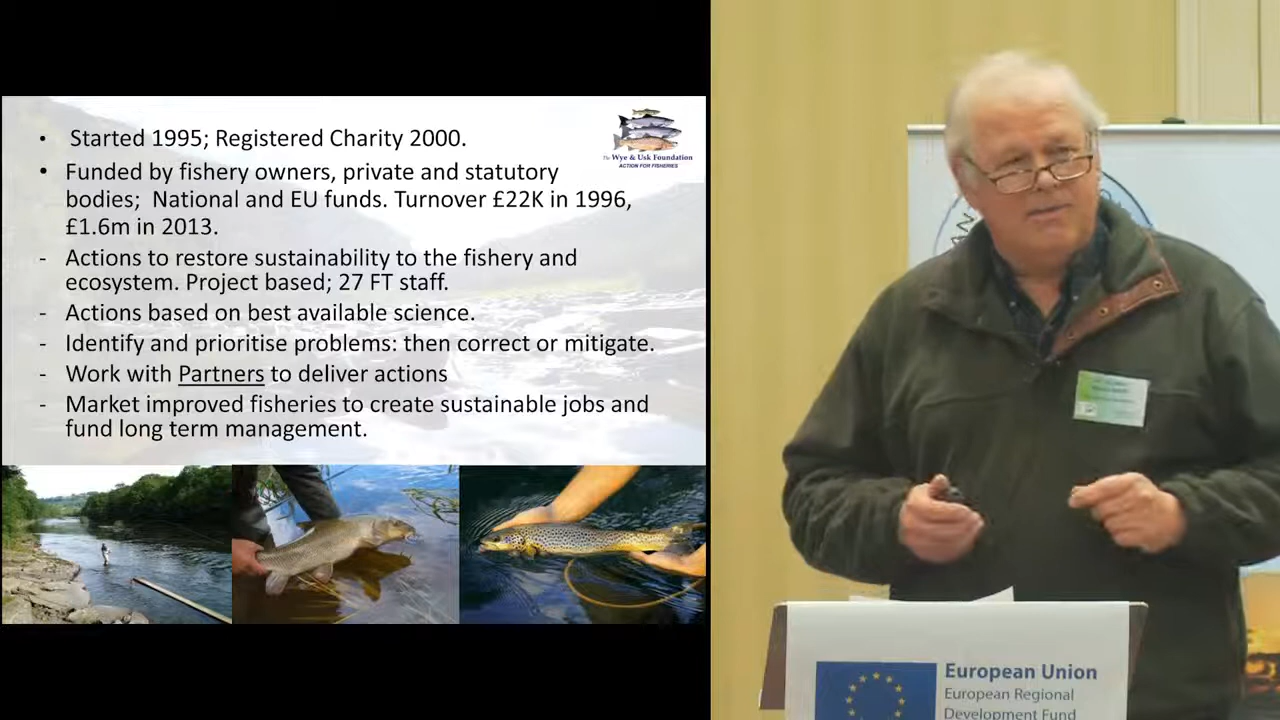 • Started 1995; Registered Charity 2000.
• Funded by fishery owners, private and statutory
bodies; National and EU funds. Turnover £22K in 1996,
£1.6m in 2013.
- Actions to restore sustainability to the fishery and
ecosystem. Project based; 27 FT staff.
- Actions based on best available science.
- Identify and prioritise problems: then correct or mitigate.
- Work with Partners to deliver actions
- Market improved fisheries to create sustainable jobs and
fund long term management.
The Wye & Usk Foundation
ACTION FOR FISHERIES
European Union
European Regional
Development Fund